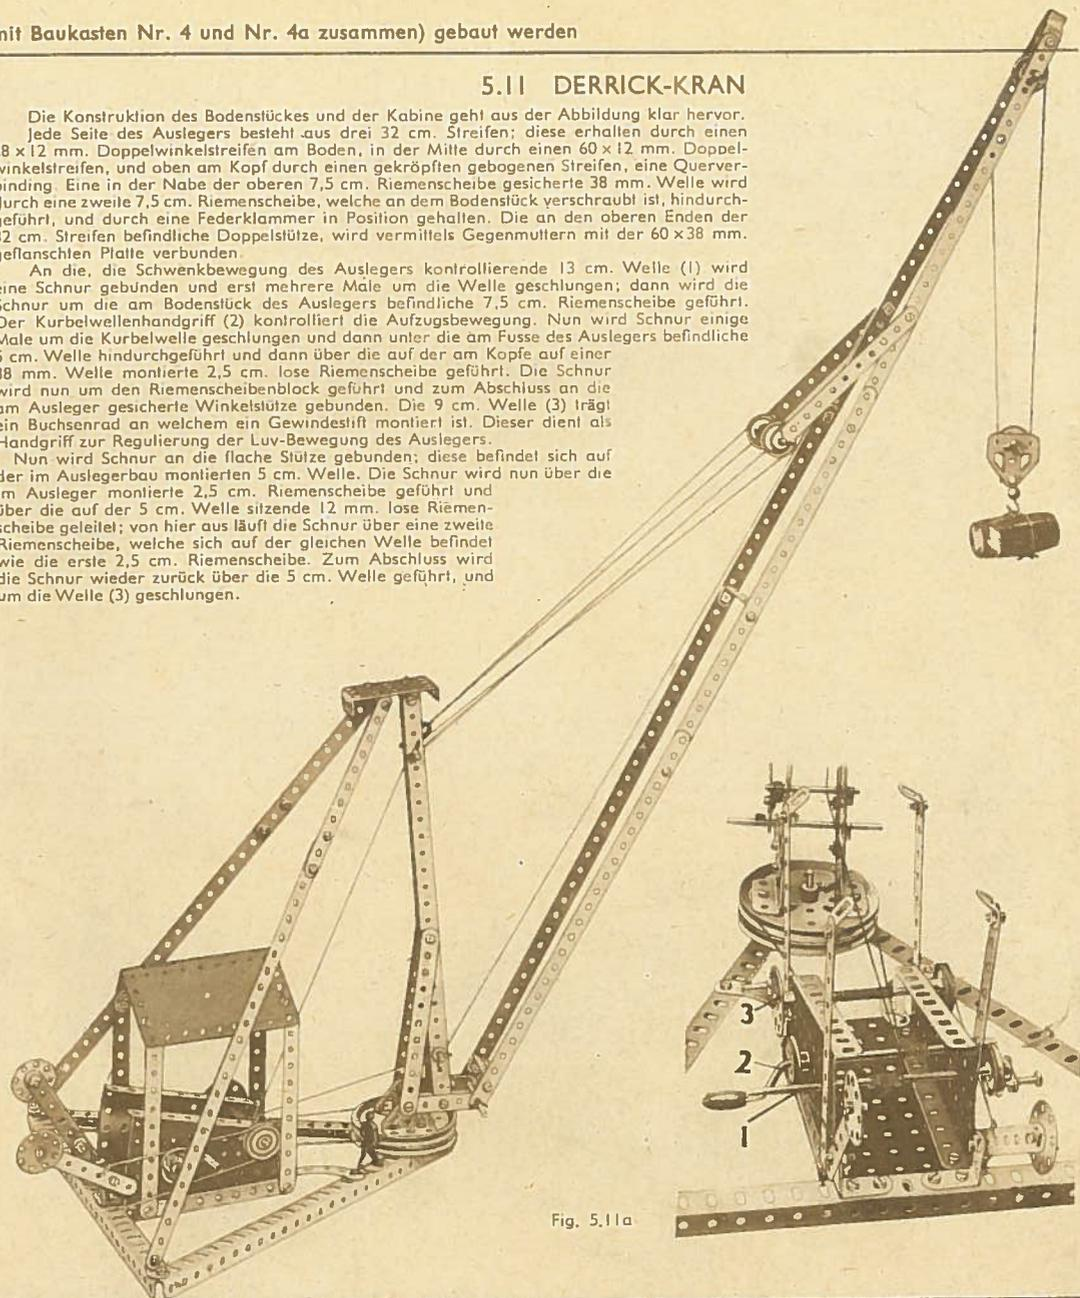 mit Baukasten Nr. 4 und Nr. 4a zusammen) gebaut werden
5.11 DERRICK-KRAN
Die Konstruktion des Bodenstückes und der Kabine geht aus der Abbildung klar hervor.
Jede Seite des Auslegers besteht aus drei 32 cm. Streifen; diese erhalten durch einen
8 x 12 mm. Doppelwinkelstreifen am Boden, in der Mitte durch einen 60 x 12 mm. Doppel-
winkelstreifen, und oben am Kopf durch einen gekröpften gebogenen Streifen, eine Querver-
binding. Eine in der Nabe der oberen 7,5 cm. Riemenscheibe gesicherte 38 mm. Welle wird
durch eine zweite 7,5 cm. Riemenscheibe, welche an dem Bodenstück verschraubt ist, hindurch-
geführt, und durch eine Federklammer in Position gehalten. Die an den oberen Enden der
32 cm. Streifen befindliche Doppelstütze, wird vermittels Gegenmuttern mit der 60 x 38 mm.
geflanschten Platte verbunden.
An die, die Schwenkbewegung des Auslegers kontrollierende 13 cm. Welle (1) wird
eine Schnur gebunden und erst mehrere Male um die Welle geschlungen; dann wird die
Schnur um die am Bodenstück des Auslegers befindliche 7,5 cm. Riemenscheibe geführt.
Der Kurbelwellenhandgriff (2) kontrolliert die Aufzugsbewegung. Nun wird Schnur einige
Male um die Kurbelwelle geschlungen und dann unter die am Fusse des Auslegers befindliche
5 cm. Welle hindurchgeführt und dann über die auf der am Kopfe auf einer
38 mm. Welle montierte 2,5 cm. lose Riemenscheibe geführt. Die Schnur
wird nun um den Riemenscheibenblock geführt und zum Abschluss an die
am Ausleger gesicherte Winkelstütze gebunden. Die 9 cm. Welle (3) trägt
ein Buchsenrad an welchem ein Gewindestift montiert ist. Dieser dient als
Handgriff zur Regulierung der Luv-Bewegung des Auslegers.
Nun wird Schnur an die flache Stütze gebunden; diese befindet sich auf
der im Auslegerbau montierten 5 cm. Welle. Die Schnur wird nun über die
im Ausleger montierte 2,5 cm. Riemenscheibe geführt und
über die auf der 5 cm. Welle sitzende 12 mm. lose Riemen-
scheibe geleitet; von hier aus läuft die Schnur über eine zweite
Riemenscheibe, welche sich auf der gleichen Welle befindet
wie die erste 2,5 cm. Riemenscheibe. Zum Abschluss wird
die Schnur wieder zurück über die 5 cm. Welle geführt, und
um die Welle (3) geschlungen.
3
2
1
Fig. 5.11a